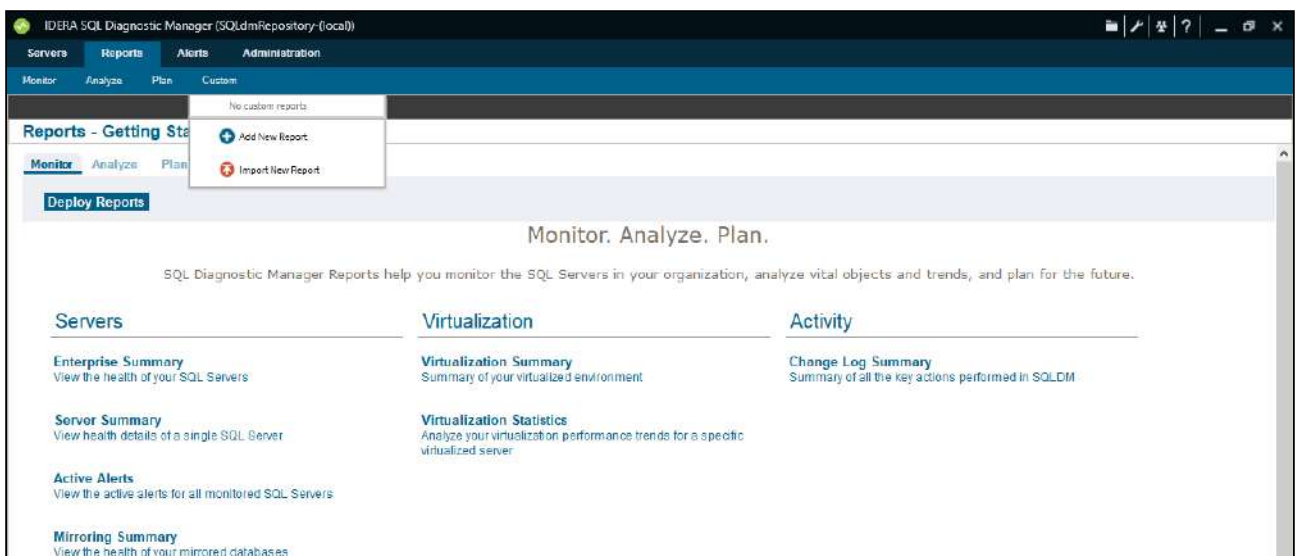 IDERA SQL Diagnostic Manager (SQLdmRepository-(local))
Servers Reports Alerts Administration
Monitor Analyze Plan Custom
No custom reports
Reports - Getting Sta
Add New Report
Monitor Analyze Plan
Import New Report
Deploy Reports
Monitor. Analyze. Plan.
SQL Diagnostic Manager Reports help you monitor the SQL Servers in your organization, analyze vital objects and trends, and plan for the future.
Servers Virtualization Activity
Enterprise Summary
View the health of your SQL Servers
Virtualization Summary
Summary of your virtualized environment
Change Log Summary
Summary of all the key actions performed in SQLDM
Server Summary
View health details of a single SQL Server
Virtualization Statistics
Analyze your virtualization performance trends for a specific
virtualized server
Active Alerts
View the active alerts for all monitored SQL Servers
Mirroring Summary
View the health of your mirrored databases